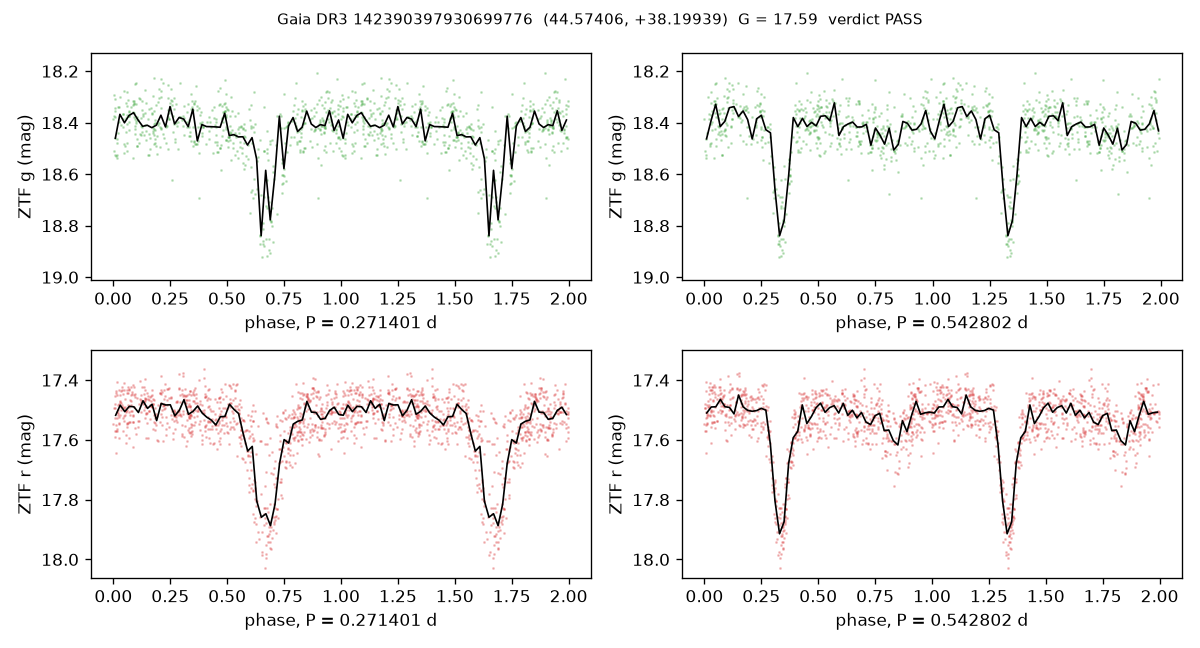 Gaia DR3 142390397930699776 (44.57406, +38.19939) G = 17.59 verdict PASS
ZTF g (mag)
18.2
18.4
18.6
18.8
19.0
0.00 0.25 0.50 0.75 1.00 1.25 1.50 1.75 2.00
phase, P = 0.271401 d
ZTF g (mag)
18.2
18.4
18.6
18.8
19.0
0.00 0.25 0.50 0.75 1.00 1.25 1.50 1.75 2.00
phase, P = 0.542802 d
ZTF r (mag)
17.4
17.6
17.8
18.0
0.00 0.25 0.50 0.75 1.00 1.25 1.50 1.75 2.00
phase, P = 0.271401 d
ZTF r (mag)
17.4
17.6
17.8
18.0
0.00 0.25 0.50 0.75 1.00 1.25 1.50 1.75 2.00
phase, P = 0.542802 d